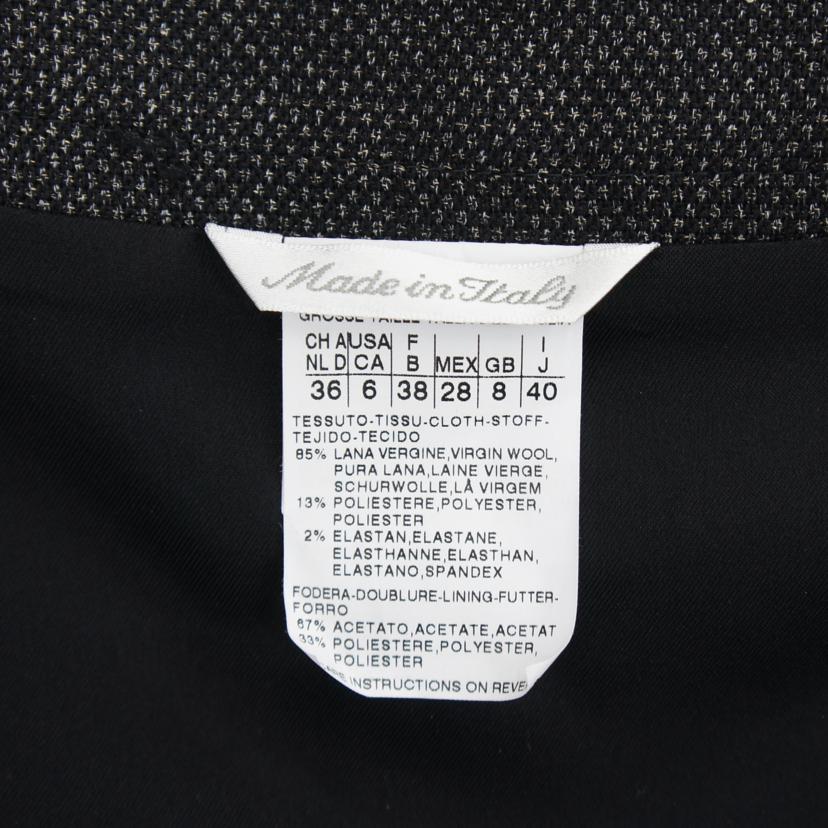 Made in Italy
GROSSE TAILLE
CH A USA F I
NL D CA B MEX GB J
36 6 38 28 8 40
TESSUTO-TISSU-CLOTH-STOFF-
TEJIDO-TECIDO
85% LANA VERGINE,VIRGIN WOOL,
PURA LANA,LAINE VIERGE,
SCHURWOLLE,LÅ VIRGEM
13% POLIESTERE,POLYESTER,
POLIESTER
2% ELASTAN,ELASTANE,
ELASTHANNE,ELASTHAN,
ELASTANO,SPANDEX
FODERA-DOUBLURE-LINING-FUTTER-
FORRO
67% ACETATO,ACETATE,ACETAT
33% POLIESTERE,POLYESTER,
POLIESTER
INSTRUCTIONS ON